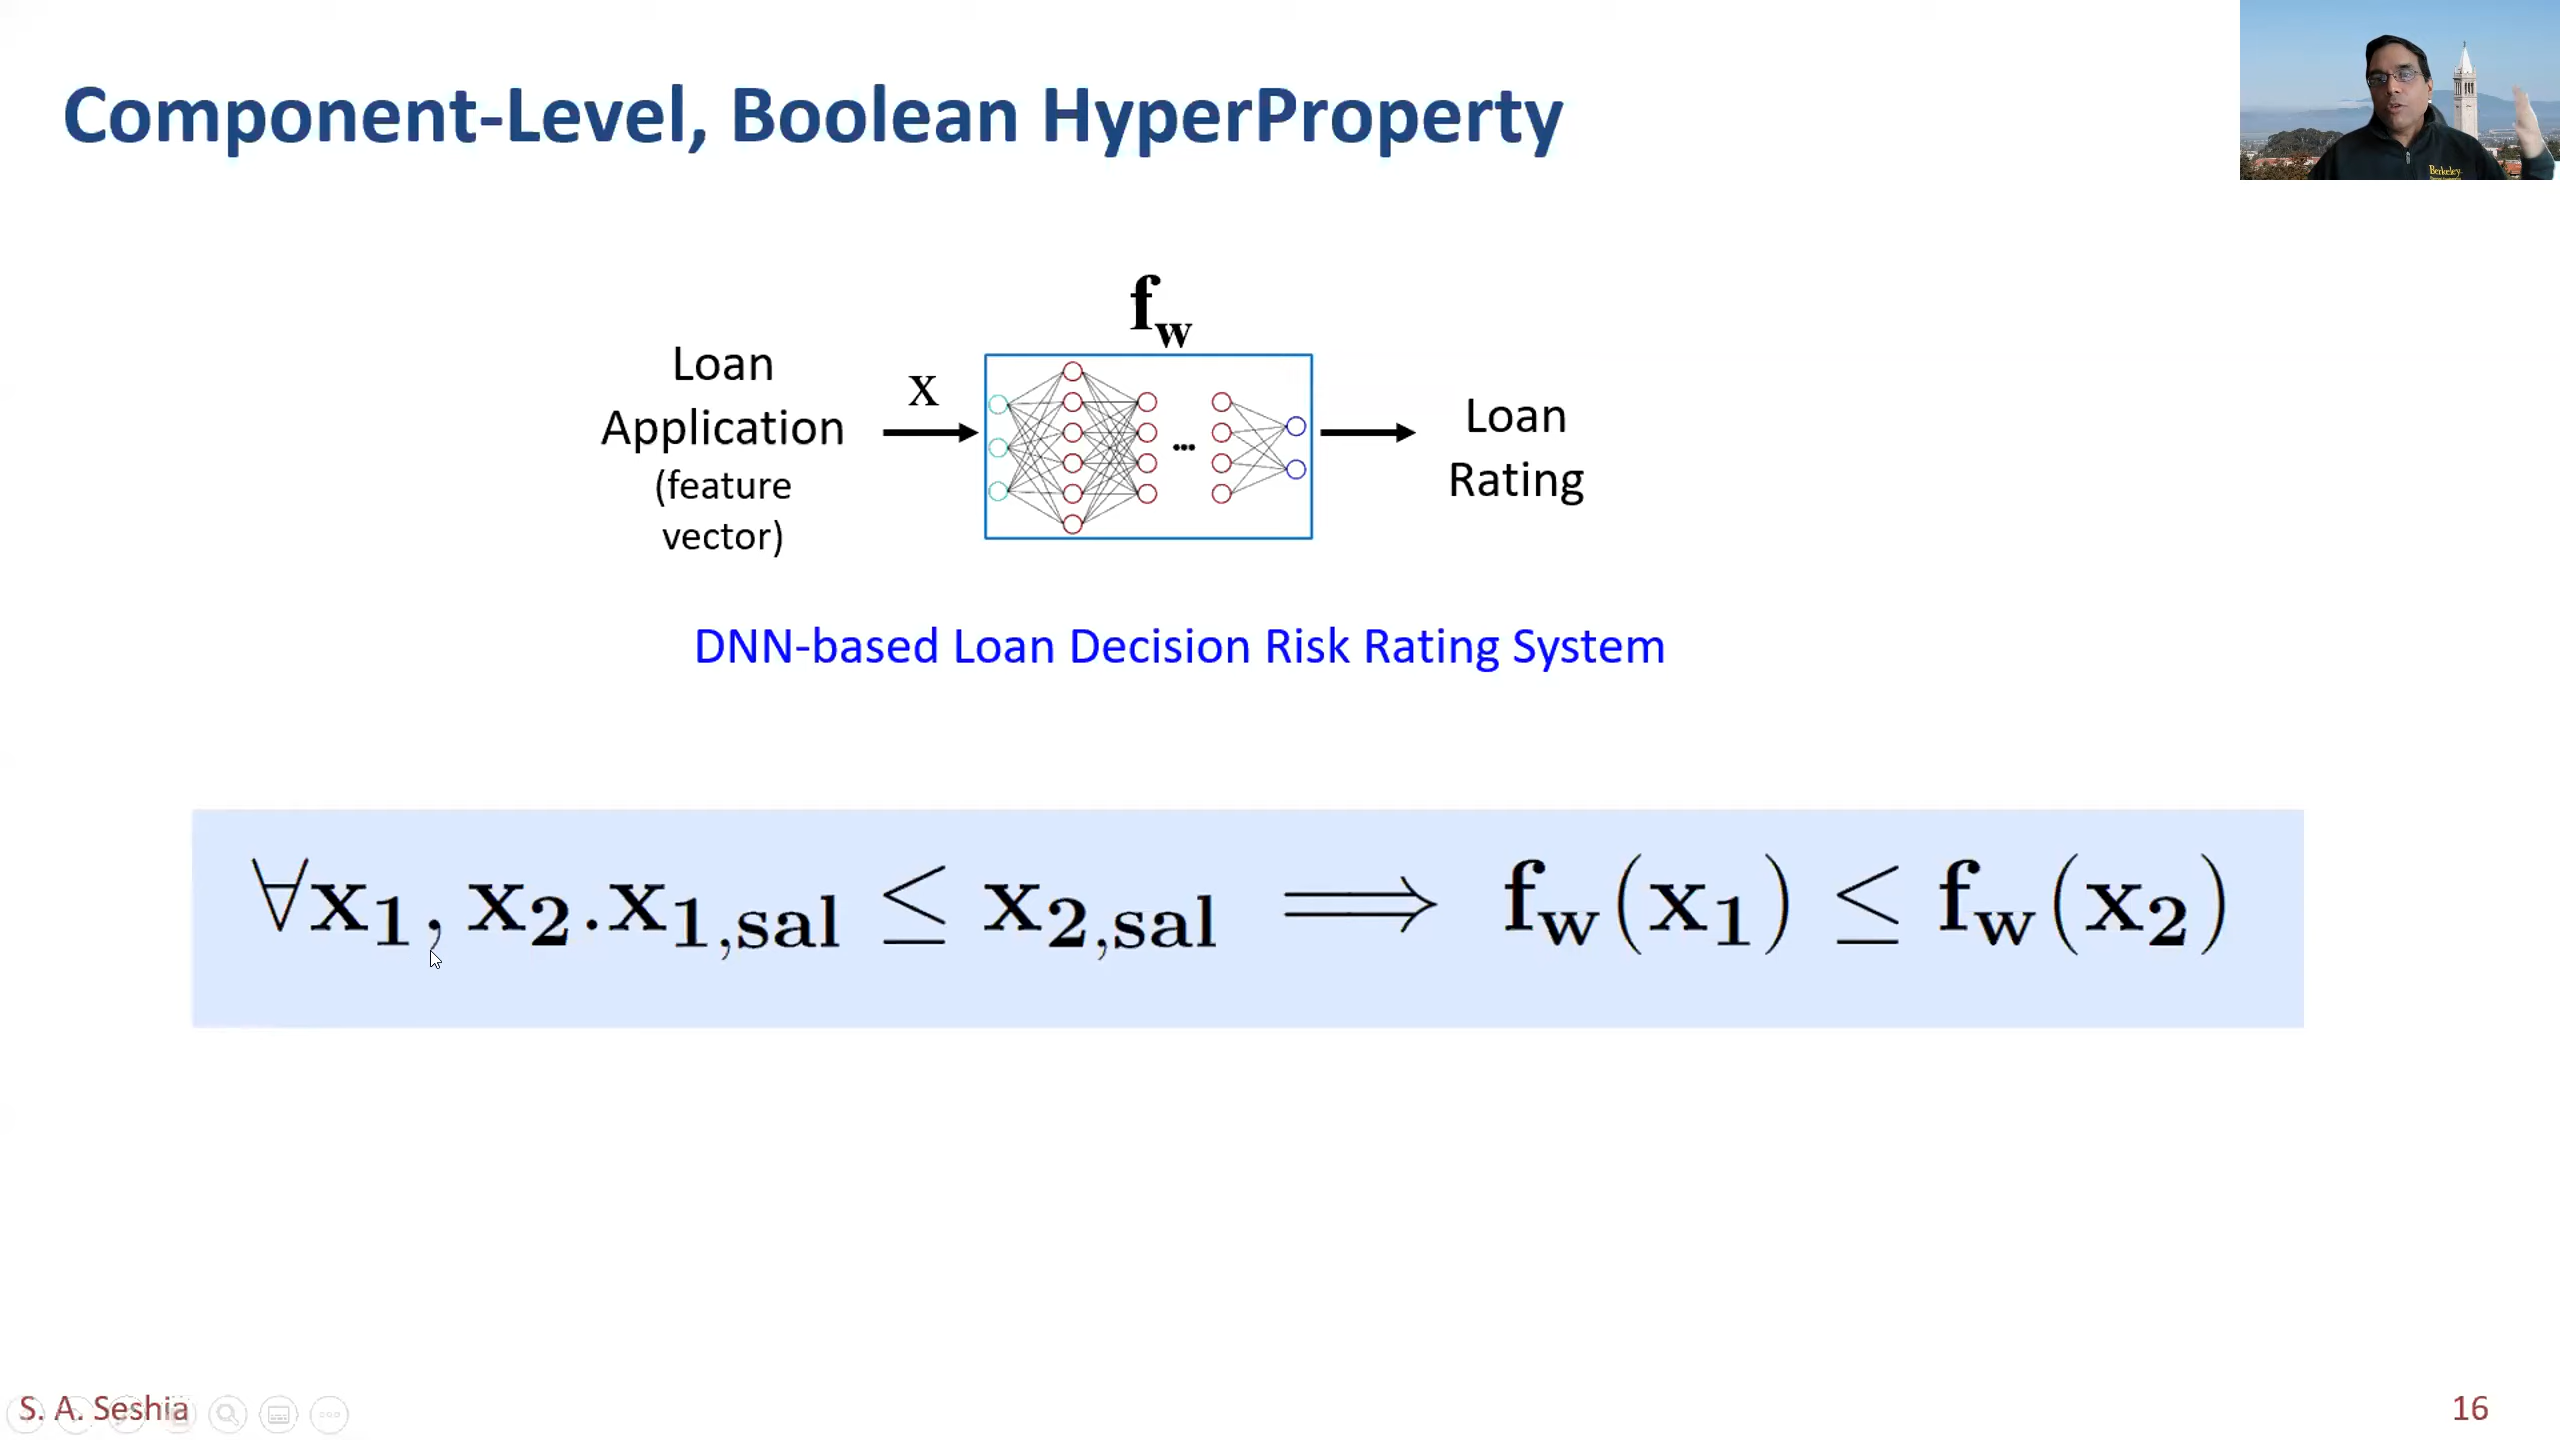 Component-Level, Boolean HyperProperty
Berkeley
f_w
Loan
Application
(feature
vector)
x
...
Loan
Rating
DNN-based Loan Decision Risk Rating System
∀x₁, x₂.x₁,sal ≤ x₂,sal ⟹ f_w(x₁) ≤ f_w(x₂)
S. A. Seshia
16